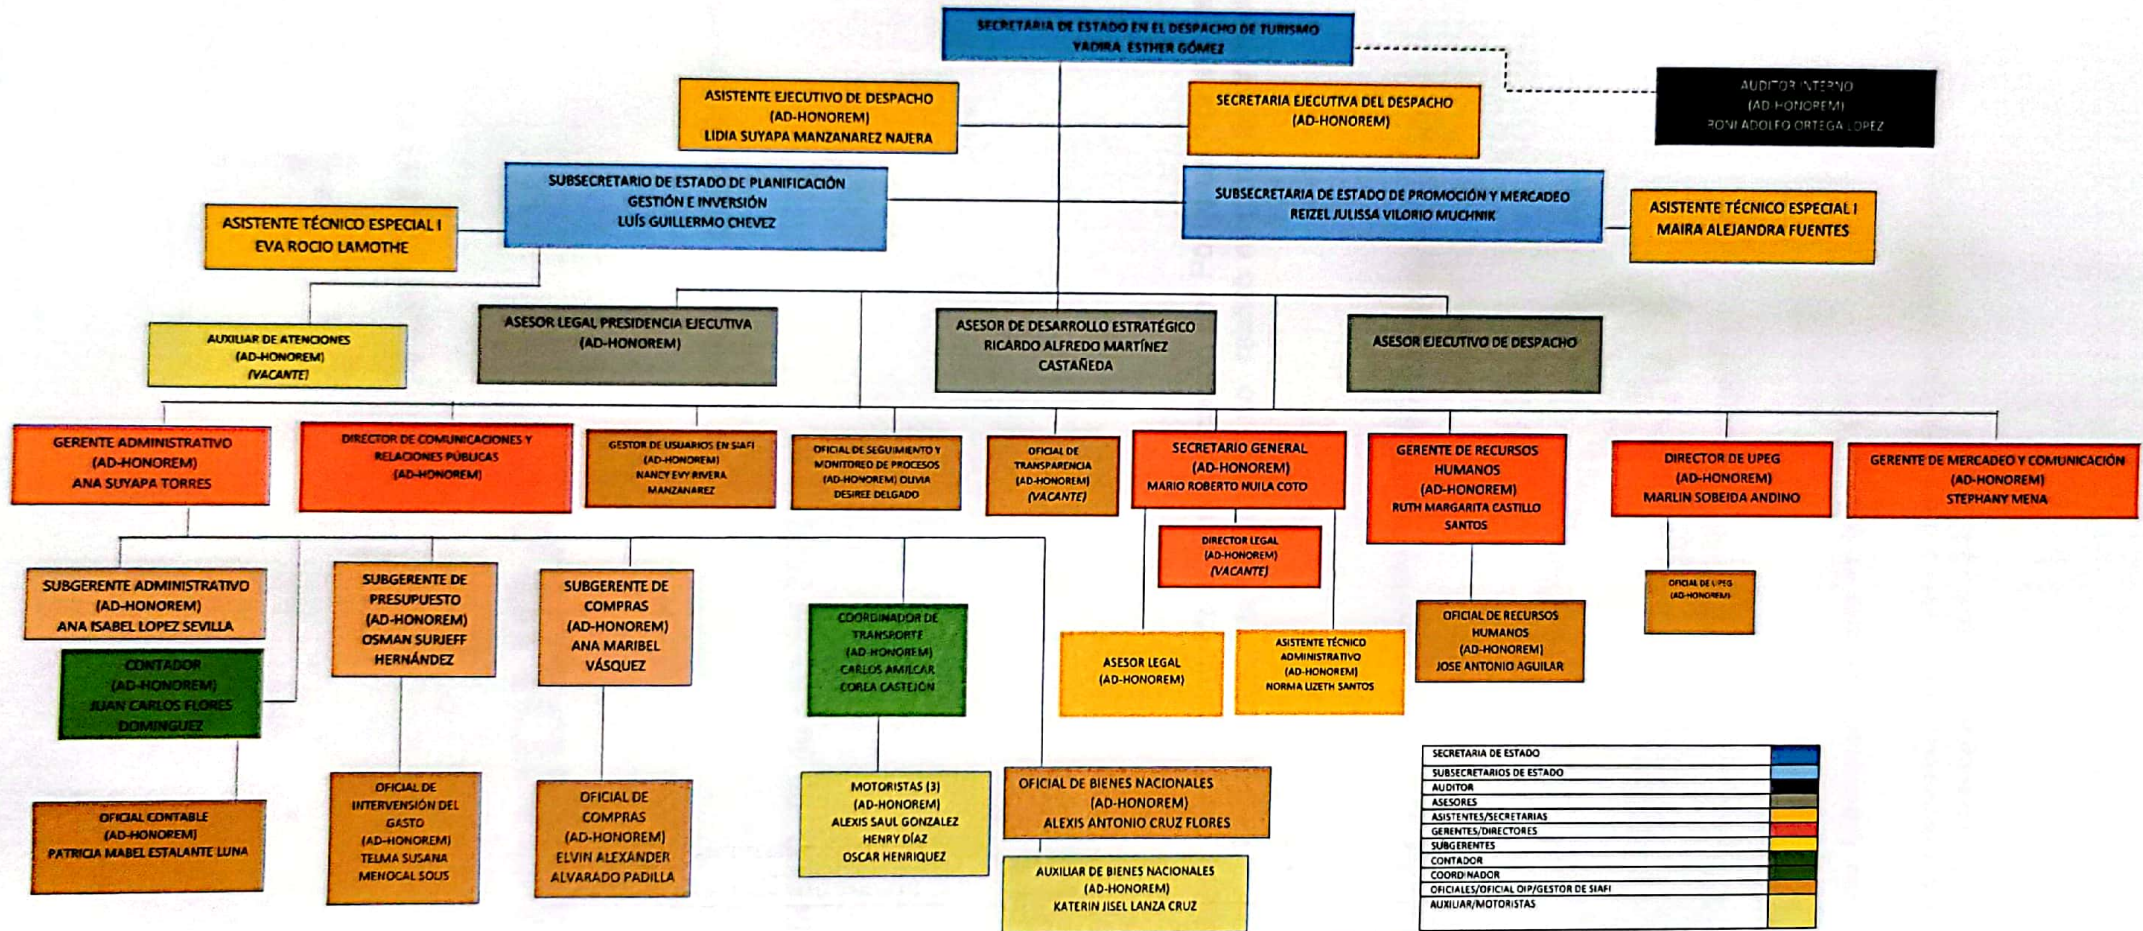 SECRETARIA DE ESTADO EN EL DESPACHO DE TURISMO
YADIRA ESTHER GÓMEZ
ASISTENTE EJECUTIVO DE DESPACHO
(AD-HONOREM)
LIDIA SUYAPA MANZANAREZ NAJERA
SECRETARIA EJECUTIVA DEL DESPACHO
(AD-HONOREM)
AUDITOR INTERNO
(AD-HONOREM)
RONI ADOLFO ORTEGA LOPEZ
SUBSECRETARIO DE ESTADO DE PLANIFICACIÓN
GESTIÓN E INVERSIÓN
LUÍS GUILLERMO CHEVEZ
SUBSECRETARIA DE ESTADO DE PROMOCIÓN Y MERCADEO
REIZEL JULISSA VILORIO MUCHNIK
ASISTENTE TÉCNICO ESPECIAL I
EVA ROCIO LAMOTHE
ASISTENTE TÉCNICO ESPECIAL I
MAIRA ALEJANDRA FUENTES
AUXILIAR DE ATENCIONES
(AD-HONOREM)
(VACANTE)
ASESOR LEGAL PRESIDENCIA EJECUTIVA
(AD-HONOREM)
ASESOR DE DESARROLLO ESTRATÉGICO
RICARDO ALFREDO MARTÍNEZ
CASTAÑEDA
ASESOR EJECUTIVO DE DESPACHO
GERENTE ADMINISTRATIVO
(AD-HONOREM)
ANA SUYAPA TORRES
DIRECTOR DE COMUNICACIONES Y
RELACIONES PÚBLICAS
(AD-HONOREM)
GESTOR DE USUARIOS EN SIAFI
(AD-HONOREM)
NANCY EVY RIVERA
MANZANAREZ
OFICIAL DE SEGUIMIENTO Y
MONITOREO DE PROCESOS
(AD-HONOREM) OLIVIA
DESIREE DELGADO
OFICIAL DE
TRANSPARENCIA
(AD-HONOREM)
(VACANTE)
SECRETARIO GENERAL
(AD-HONOREM)
MARIO ROBERTO NUILA COTO
GERENTE DE RECURSOS
HUMANOS
(AD-HONOREM)
RUTH MARGARITA CASTILLO
SANTOS
DIRECTOR DE UPEG
(AD-HONOREM)
MARLIN SOBEIDA ANDINO
GERENTE DE MERCADEO Y COMUNICACIÓN
(AD-HONOREM)
STEPHANY MENA
DIRECTOR LEGAL
(AD-HONOREM)
(VACANTE)
SUBGERENTE ADMINISTRATIVO
(AD-HONOREM)
ANA ISABEL LOPEZ SEVILLA
SUBGERENTE DE
PRESUPUESTO
(AD-HONOREM)
OSMAN SURJEFF
HERNÁNDEZ
SUBGERENTE DE
COMPRAS
(AD-HONOREM)
ANA MARIBEL
VÁSQUEZ
COORDINADOR DE
TRANSPORTE
(AD-HONOREM)
CARLOS AMILCAR
COREA CASTEJÓN
ASESOR LEGAL
(AD-HONOREM)
ASISTENTE TÉCNICO
ADMINISTRATIVO
(AD-HONOREM)
NORMA LIZETH SANTOS
OFICIAL DE RECURSOS
HUMANOS
(AD-HONOREM)
JOSE ANTONIO AGUILAR
OFICIAL DE UPEG
(AD-HONOREM)
CONTADOR
(AD-HONOREM)
JUAN CARLOS FLORES
DOMINGUEZ
OFICIAL CONTABLE
(AD-HONOREM)
PATRICIA MABEL ESTALANTE LUNA
OFICIAL DE
INTERVENSIÓN DEL
GASTO
(AD-HONOREM)
TELMA SUSANA
MENOCAL SOLIS
OFICIAL DE
COMPRAS
(AD-HONOREM)
ELVIN ALEXANDER
ALVARADO PADILLA
MOTORISTAS (3)
(AD-HONOREM)
ALEXIS SAUL GONZALEZ
HENRY DÍAZ
OSCAR HENRIQUEZ
OFICIAL DE BIENES NACIONALES
(AD-HONOREM)
ALEXIS ANTONIO CRUZ FLORES
AUXILIAR DE BIENES NACIONALES
(AD-HONOREM)
KATERIN JISEL LANZA CRUZ
SECRETARIA DE ESTADO
SUBSECRETARIOS DE ESTADO
AUDITOR
ASESORES
ASISTENTES/SECRETARIAS
GERENTES/DIRECTORES
SUBGERENTES
CONTADOR
COORDINADOR
OFICIALES/OFICIAL OIP/GESTOR DE SIAFI
AUXILIAR/MOTORISTAS